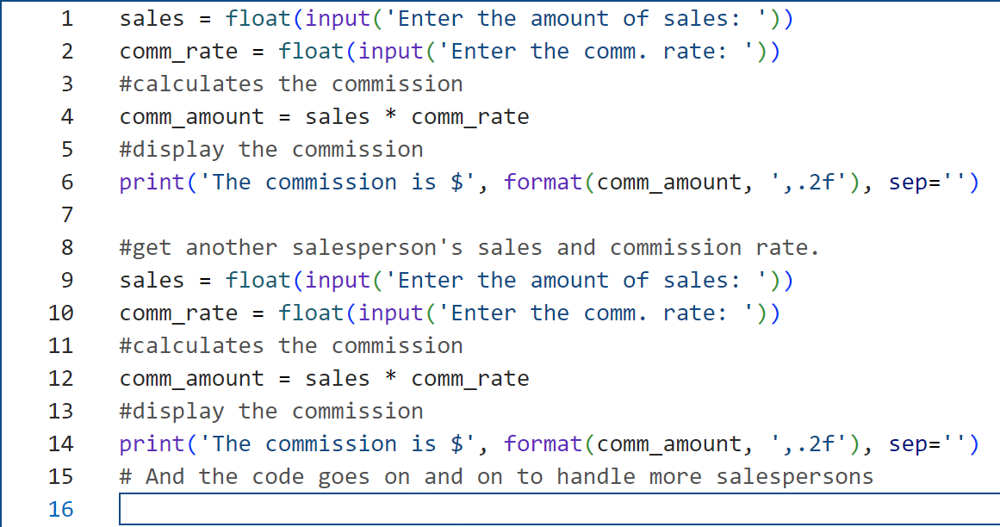 1 sales = float(input('Enter the amount of sales: '))
2 comm_rate = float(input('Enter the comm. rate: '))
3 #calculates the commission
4 comm_amount = sales * comm_rate
5 #display the commission
6 print('The commission is $', format(comm_amount, ',.2f'), sep='')
7
8 #get another salesperson's sales and commission rate.
9 sales = float(input('Enter the amount of sales: '))
10 comm_rate = float(input('Enter the comm. rate: '))
11 #calculates the commission
12 comm_amount = sales * comm_rate
13 #display the commission
14 print('The commission is $', format(comm_amount, ',.2f'), sep='')
15 # And the code goes on and on to handle more salespersons
16